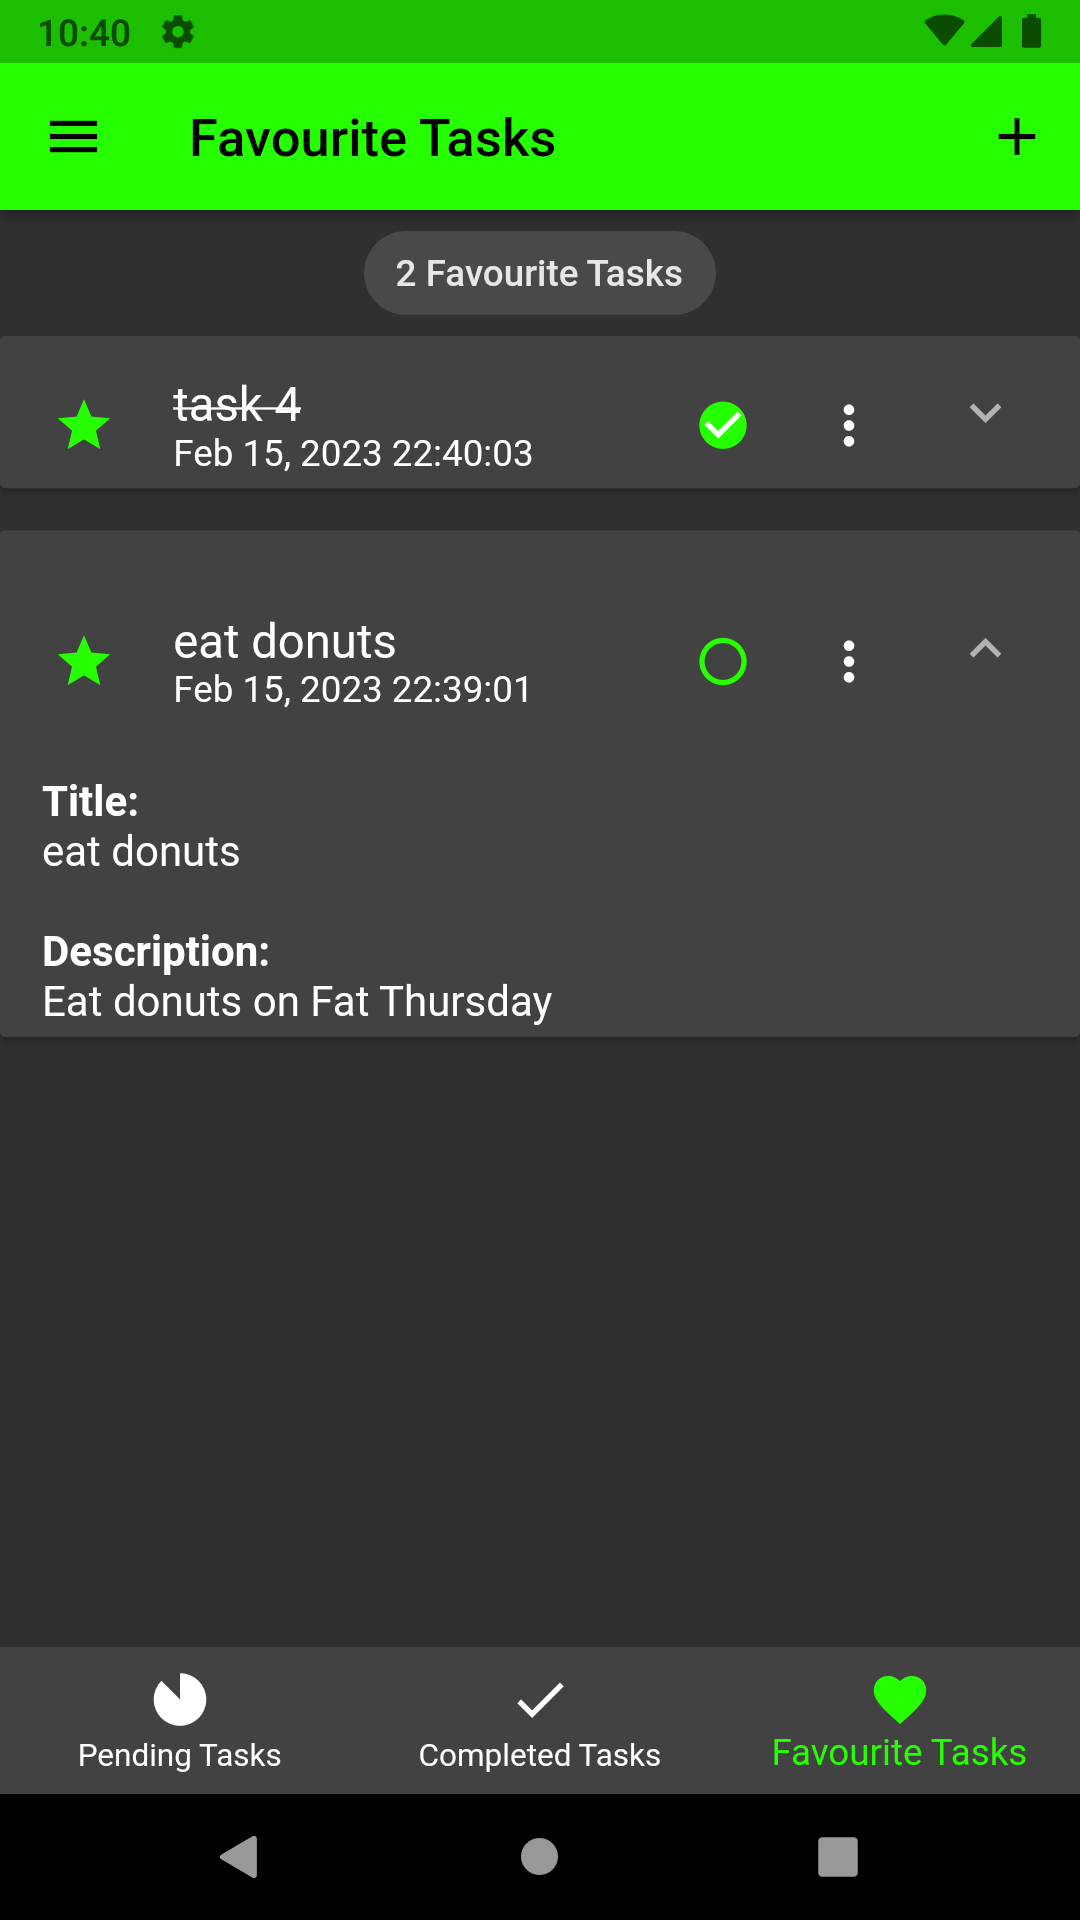 10:40
Favourite Tasks
2 Favourite Tasks
task 4
Feb 15, 2023 22:40:03
eat donuts
Feb 15, 2023 22:39:01
Title:
eat donuts
Description:
Eat donuts on Fat Thursday
Pending Tasks
Completed Tasks
Favourite Tasks